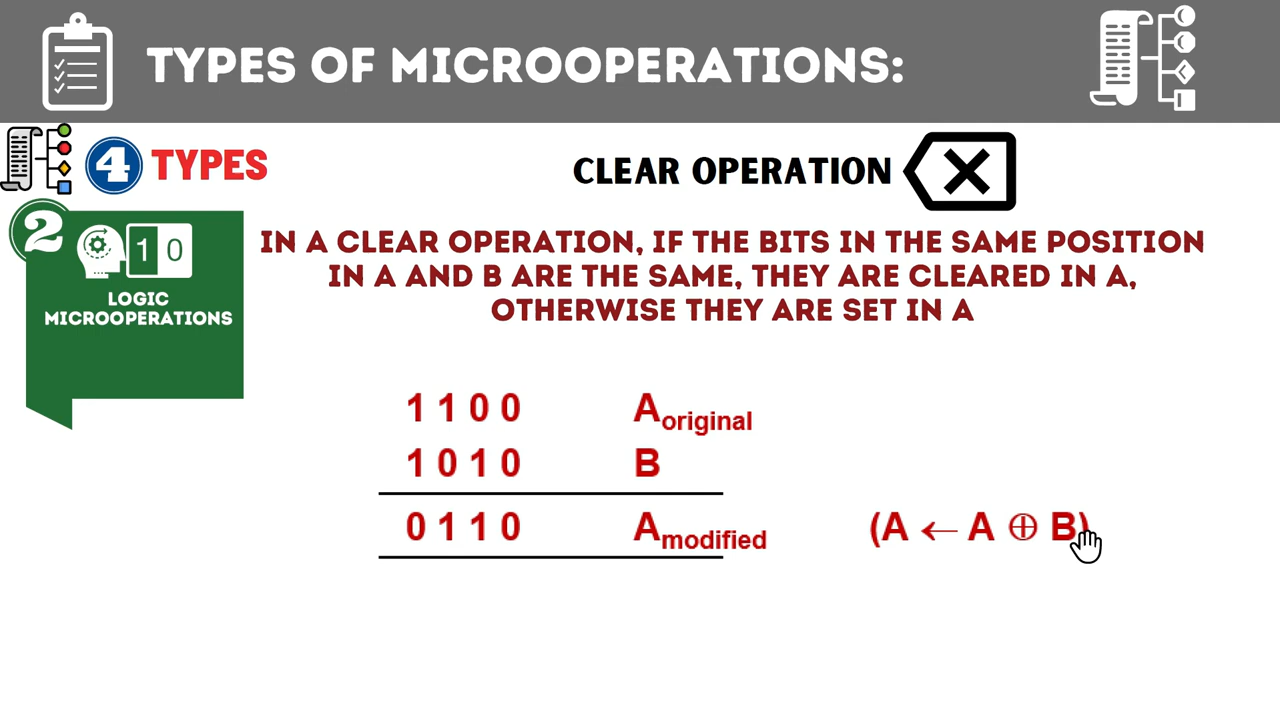 TYPES OF MICROOPERATIONS:
4 TYPES
CLEAR OPERATION
2
1 0
LOGIC
MICROOPERATIONS
IN A CLEAR OPERATION, IF THE BITS IN THE SAME POSITION
IN A AND B ARE THE SAME, THEY ARE CLEARED IN A,
OTHERWISE THEY ARE SET IN A
1 1 0 0 Aoriginal
1 0 1 0 B
0 1 1 0 Amodified (A ← A ⊕ B)